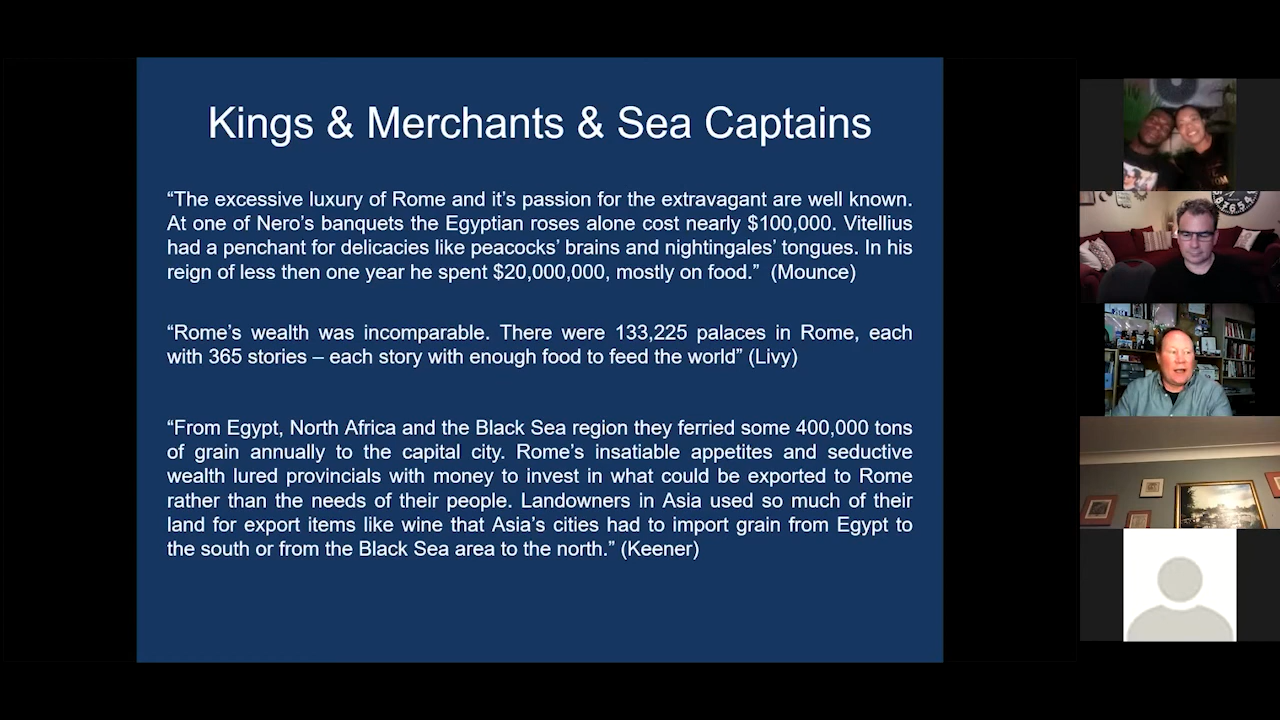 Kings & Merchants & Sea Captains
“The excessive luxury of Rome and it’s passion for the extravagant are well known.
At one of Nero’s banquets the Egyptian roses alone cost nearly $100,000. Vitellius
had a penchant for delicacies like peacocks’ brains and nightingales’ tongues. In his
reign of less then one year he spent $20,000,000, mostly on food.” (Mounce)
“Rome’s wealth was incomparable. There were 133,225 palaces in Rome, each
with 365 stories – each story with enough food to feed the world” (Livy)
“From Egypt, North Africa and the Black Sea region they ferried some 400,000 tons
of grain annually to the capital city. Rome’s insatiable appetites and seductive
wealth lured provincials with money to invest in what could be exported to Rome
rather than the needs of their people. Landowners in Asia used so much of their
land for export items like wine that Asia’s cities had to import grain from Egypt to
the south or from the Black Sea area to the north.” (Keener)